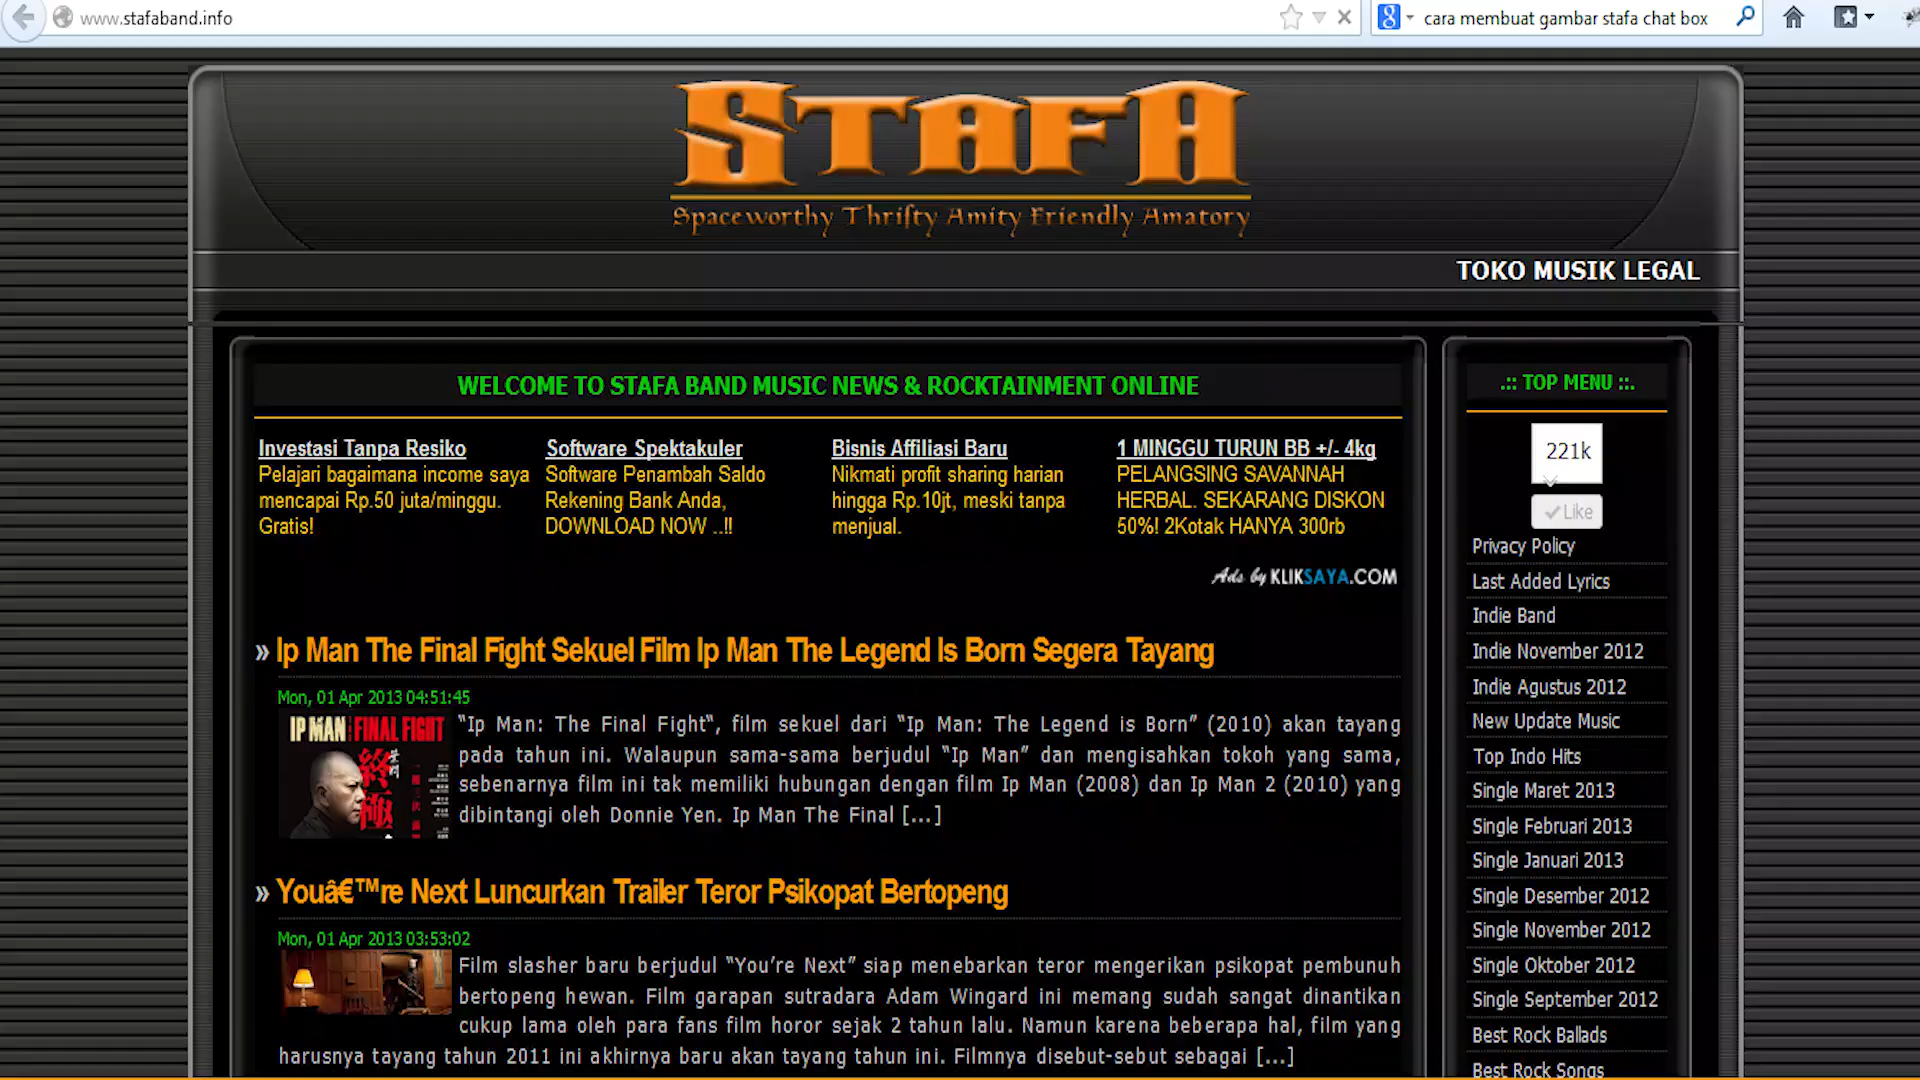 www.stafaband.info
cara membuat gambar stafa chat box
STAFA
Spaceworthy Thrifty Amity Friendly Amatory
TOKO MUSIK LEGAL
WELCOME TO STAFA BAND MUSIC NEWS & ROCKTAINMENT ONLINE
Investasi Tanpa Resiko
Pelajari bagaimana income saya
mencapai Rp.50 juta/minggu.
Gratis!
Software Spektakuler
Software Penambah Saldo
Rekening Bank Anda,
DOWNLOAD NOW ..!!
Bisnis Affiliasi Baru
Nikmati profit sharing harian
hingga Rp.10jt, meski tanpa
menjual.
1 MINGGU TURUN BB +/- 4kg
PELANGSING SAVANNAH
HERBAL. SEKARANG DISKON
50%! 2Kotak HANYA 300rb
Ads by KLIKSAYA.COM
» Ip Man The Final Fight Sekuel Film Ip Man The Legend Is Born Segera Tayang
Mon, 01 Apr 2013 04:51:45
IP MAN FINAL FIGHT
“Ip Man: The Final Fight“, film sekuel dari “Ip Man: The Legend is Born” (2010) akan tayang
pada tahun ini. Walaupun sama-sama berjudul “Ip Man” dan mengisahkan tokoh yang sama,
sebenarnya film ini tak memiliki hubungan dengan film Ip Man (2008) dan Ip Man 2 (2010) yang
dibintangi oleh Donnie Yen. Ip Man The Final [...]
» Youâ€™re Next Luncurkan Trailer Teror Psikopat Bertopeng
Mon, 01 Apr 2013 03:53:02
Film slasher baru berjudul “You’re Next” siap menebarkan teror mengerikan psikopat pembunuh
bertopeng hewan. Film garapan sutradara Adam Wingard ini memang sudah sangat dinantikan
cukup lama oleh para fans film horor sejak 2 tahun lalu. Namun karena beberapa hal, film yang
harusnya tayang tahun 2011 ini akhirnya baru akan tayang tahun ini. Filmnya disebut-sebut sebagai [...]
.:: TOP MENU ::.
221k
Like
Privacy Policy
Last Added Lyrics
Indie Band
Indie November 2012
Indie Agustus 2012
New Update Music
Top Indo Hits
Single Maret 2013
Single Februari 2013
Single Januari 2013
Single Desember 2012
Single November 2012
Single Oktober 2012
Single September 2012
Best Rock Ballads
Best Rock Songs